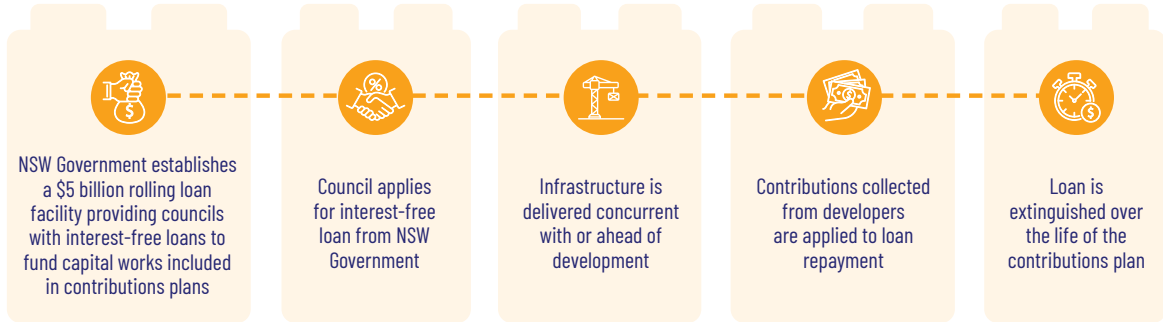 %
$
$
NSW Government establishes
a $5 billion rolling loan
facility providing councils
with interest-free loans to
fund capital works included
in contributions plans
Council applies
for interest-free
loan from NSW
Government
Infrastructure is
delivered concurrent
with or ahead of
development
Contributions collected
from developers
are applied to loan
repayment
$
Loan is
extinguished over
the life of the
contributions plan